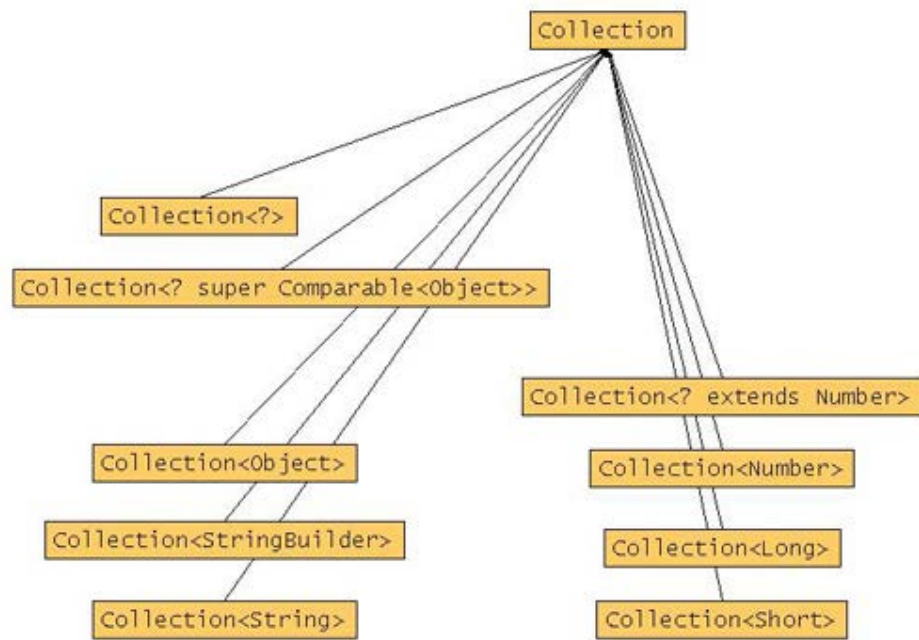 Collection
Collection<?>
Collection<? super Comparable<Object>>
Collection<? extends Number>
Collection<Object>
Collection<Number>
Collection<StringBuilder>
Collection<Long>
Collection<String>
Collection<Short>